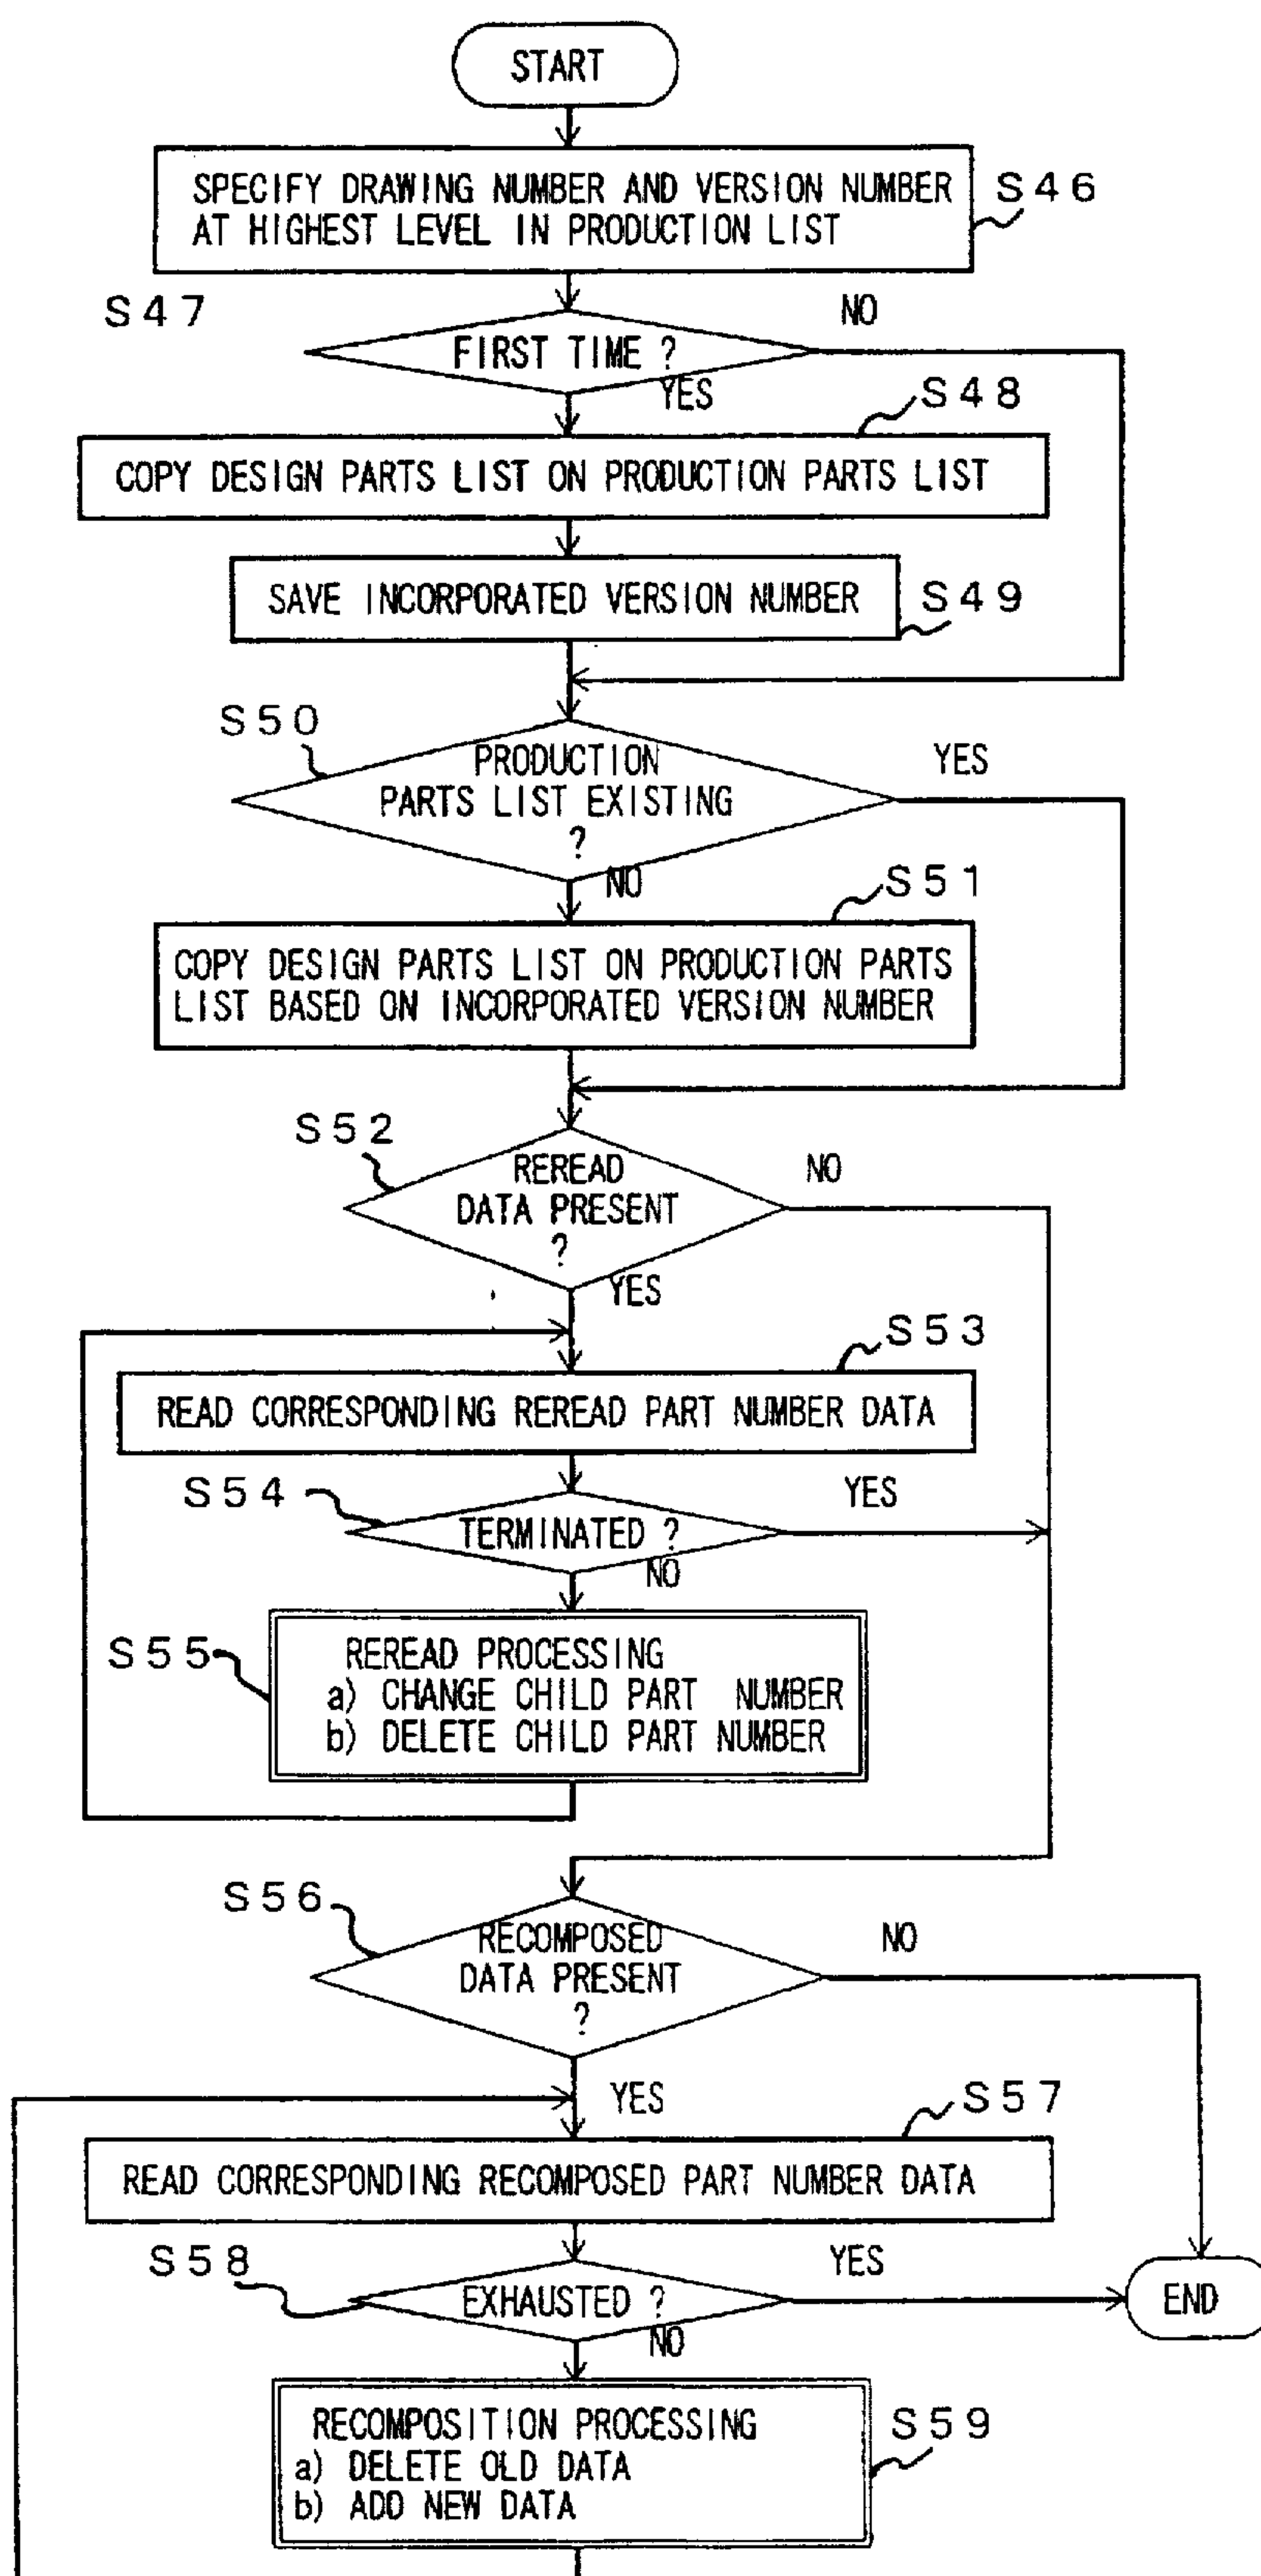 START
SPECIFY DRAWING NUMBER AND VERSION NUMBER
AT HIGHEST LEVEL IN PRODUCTION LIST
S46
S47
NO
FIRST TIME ?
YES
S48
COPY DESIGN PARTS LIST ON PRODUCTION PARTS LIST
SAVE INCORPORATED VERSION NUMBER
S49
S50
PRODUCTION
PARTS LIST EXISTING
?
YES
NO
S51
COPY DESIGN PARTS LIST ON PRODUCTION PARTS
LIST BASED ON INCORPORATED VERSION NUMBER
S52
REREAD
DATA PRESENT
?
NO
YES
S53
READ CORRESPONDING REREAD PART NUMBER DATA
S54
YES
TERMINATED ?
NO
S55
REREAD PROCESSING
a) CHANGE CHILD PART NUMBER
b) DELETE CHILD PART NUMBER
S56
RECOMPOSED
DATA PRESENT
?
NO
YES
S57
READ CORRESPONDING RECOMPOSED PART NUMBER DATA
S58
YES
EXHAUSTED ?
END
NO
RECOMPOSITION PROCESSING
a) DELETE OLD DATA
b) ADD NEW DATA
S59